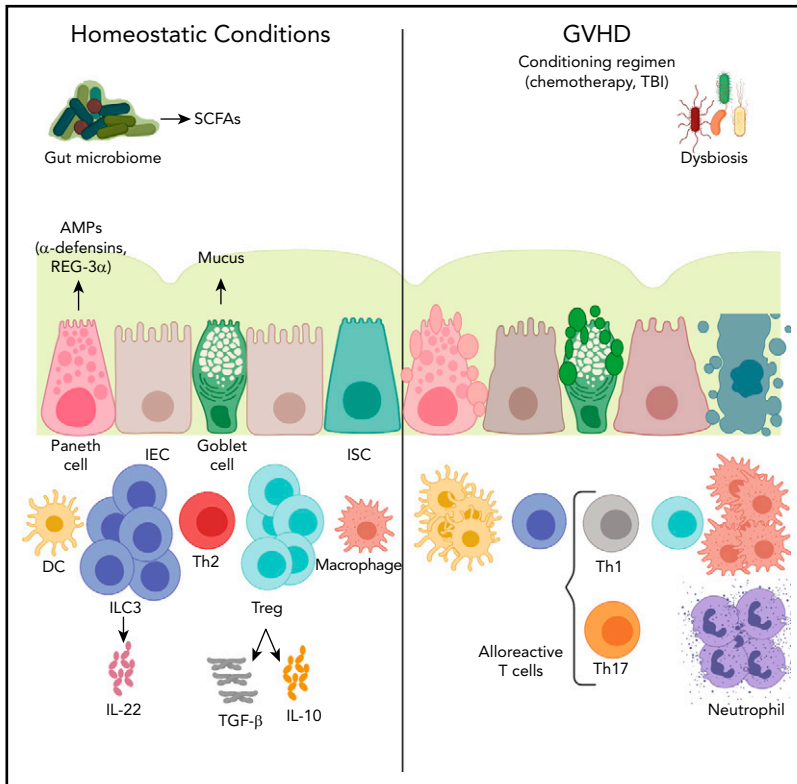 Homeostatic Conditions
GVHD
Conditioning regimen
(chemotherapy, TBI)
SCFAs
Gut microbiome
Dysbiosis
AMPs
(α-defensins,
REG-3α)
Mucus
Paneth
cell
IEC
Goblet
cell
ISC
DC
ILC3
Th2
Treg
Macrophage
IL-22
TGF-β
IL-10
Th1
Alloreactive
T cells
Th17
Neutrophil